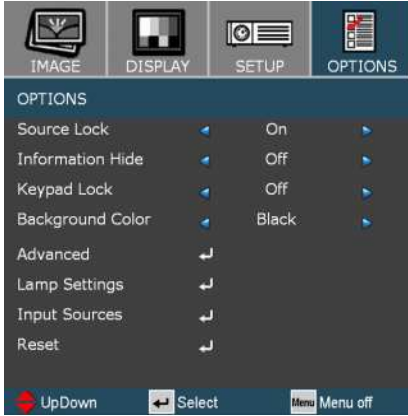 IMAGE DISPLAY SETUP OPTIONS
OPTIONS
Source Lock On
Information Hide Off
Keypad Lock Off
Background Color Black
Advanced
Lamp Settings
Input Sources
Reset
UpDown Select Menu Menu off